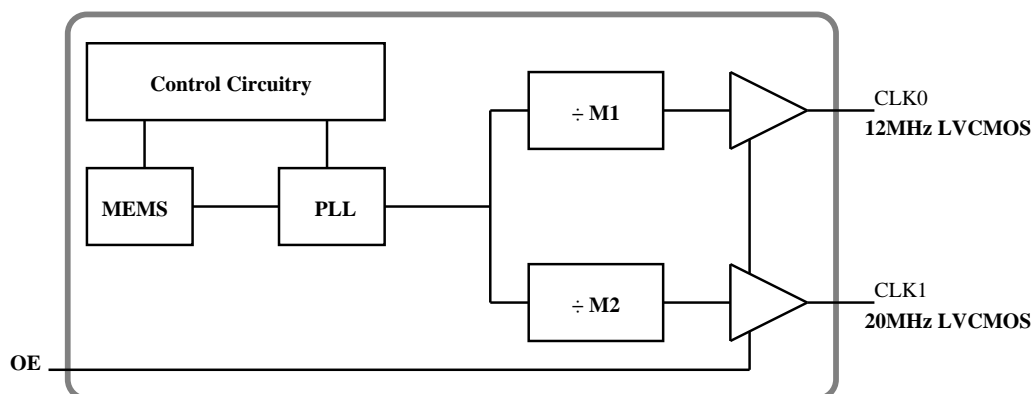 Control Circuitry
MEMS
PLL
÷ M1
÷ M2
CLK0
12MHz LVCMOS
CLK1
20MHz LVCMOS
OE